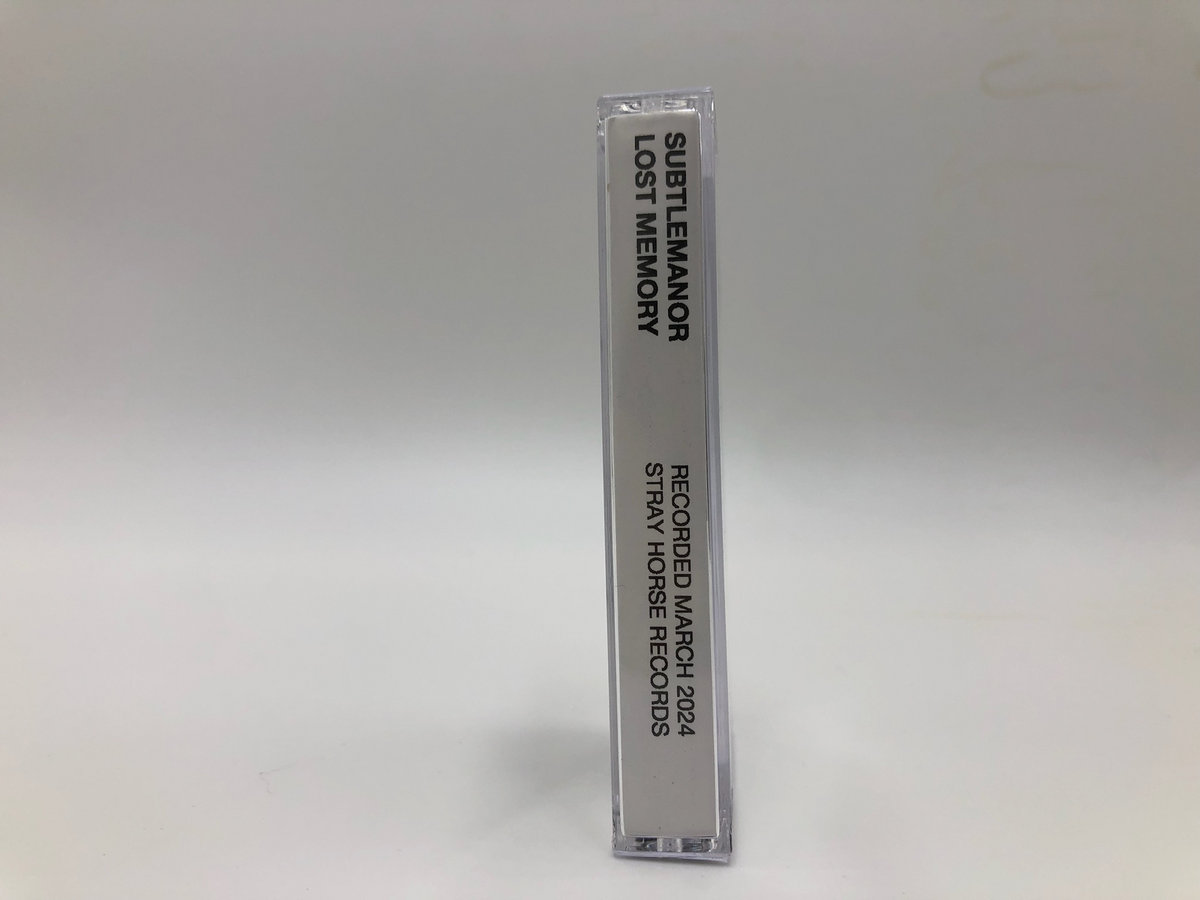 SUBTLEMANOR
LOST MEMORY
RECORDED MARCH 2024
STRAY HORSE RECORDS